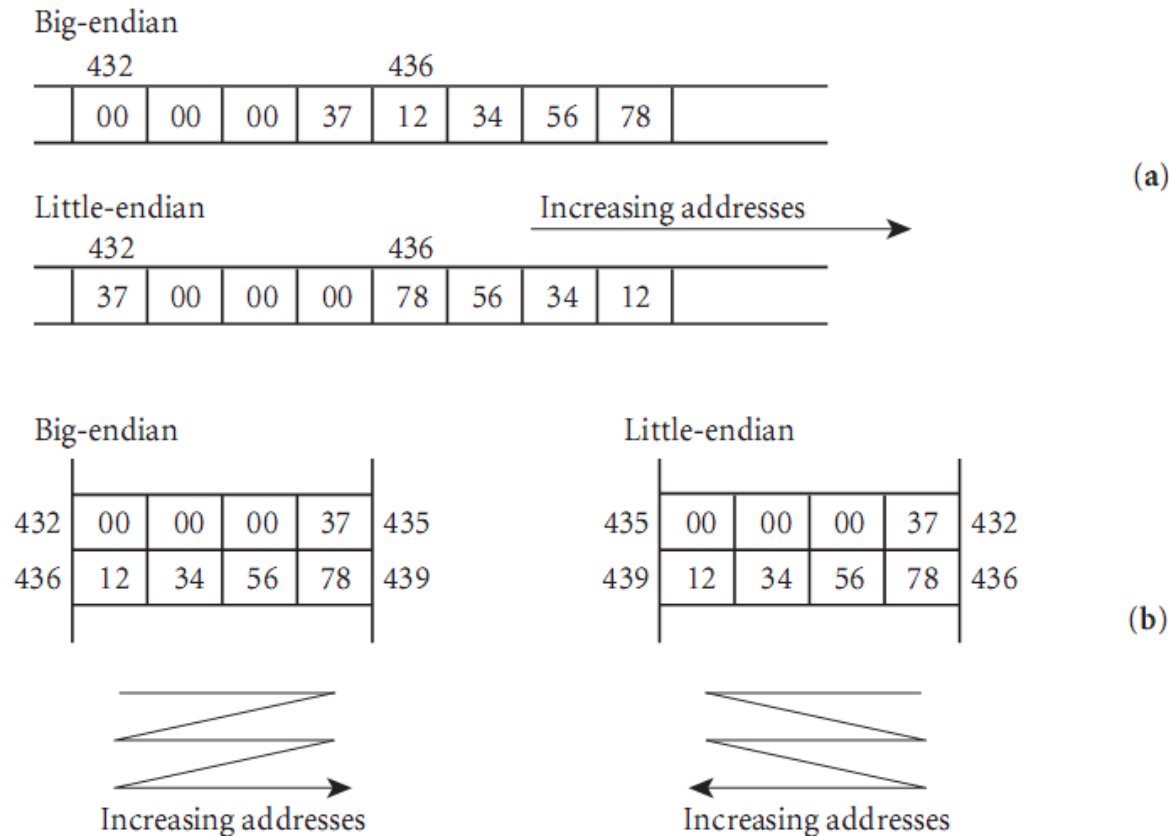 Big-endian
432 436
00 00 00 37 12 34 56 78
(a)
Little-endian Increasing addresses
432 436
37 00 00 00 78 56 34 12
Big-endian Little-endian
432 00 00 00 37 435 435 00 00 00 37 432
436 12 34 56 78 439 439 12 34 56 78 436
(b)
Increasing addresses Increasing addresses